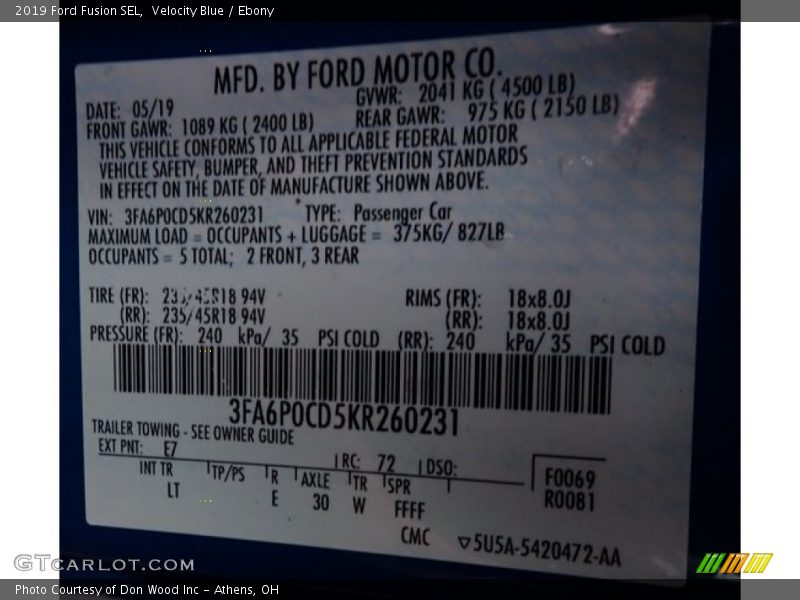 2019 Ford Fusion SEL,  Velocity Blue / Ebony
MFD. BY FORD MOTOR CO.
DATE: 05/19
GVWR: 2041 KG ( 4500 LB)
FRONT GAWR: 1089 KG ( 2400 LB)
REAR GAWR: 975 KG ( 2150 LB)
THIS VEHICLE CONFORMS TO ALL APPLICABLE FEDERAL MOTOR
VEHICLE SAFETY, BUMPER, AND THEFT PREVENTION STANDARDS
IN EFFECT ON THE DATE OF MANUFACTURE SHOWN ABOVE.
VIN: 3FA6P0CD5KR260231 TYPE: Passenger Car
MAXIMUM LOAD = OCCUPANTS + LUGGAGE = 375KG/ 827LB
OCCUPANTS = 5 TOTAL; 2 FRONT, 3 REAR
TIRE (FR): 235/45R18 94V RIMS (FR): 18x8.0J
(RR): 235/45R18 94V (RR): 18x8.0J
PRESSURE (FR): 240 kPa/ 35 PSI COLD (RR): 240 kPa/ 35 PSI COLD
3FA6P0CD5KR260231
TRAILER TOWING - SEE OWNER GUIDE
EXT PNT: E7 RC: 72 DSO:
INT TR TP/PS R AXLE TR SPR
LT E 30 W FFFF
F0069
R0081
CMC ▽5U5A-5420472-AA
GTCARLOT.COM
Photo Courtesy of Don Wood Inc - Athens, OH